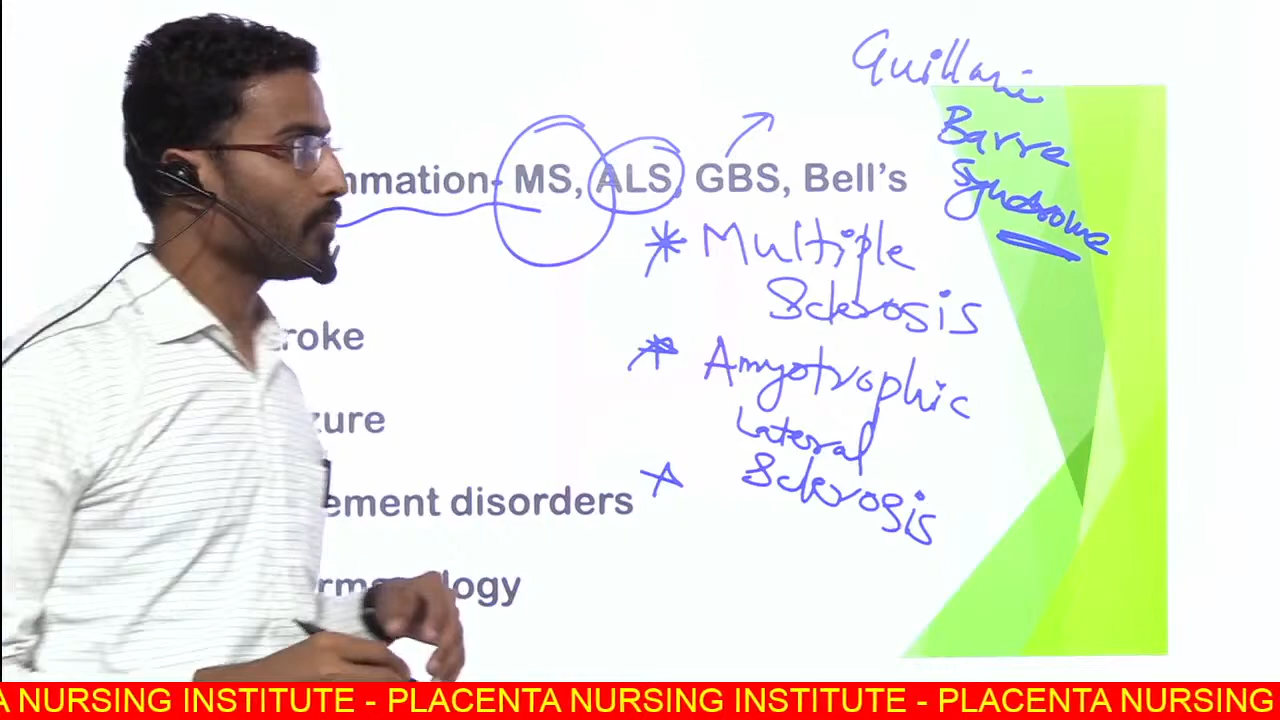 Guillani
Barre
Syndrome
mmation- MS, ALS, GBS, Bell's
Multiple
Sclerosis
roke
Amyotrophic
zure
Lateral
Sclerosis
ement disorders
ogy
A NURSING INSTITUTE - PLACENTA NURSING INSTITUTE - PLACENTA NURSING